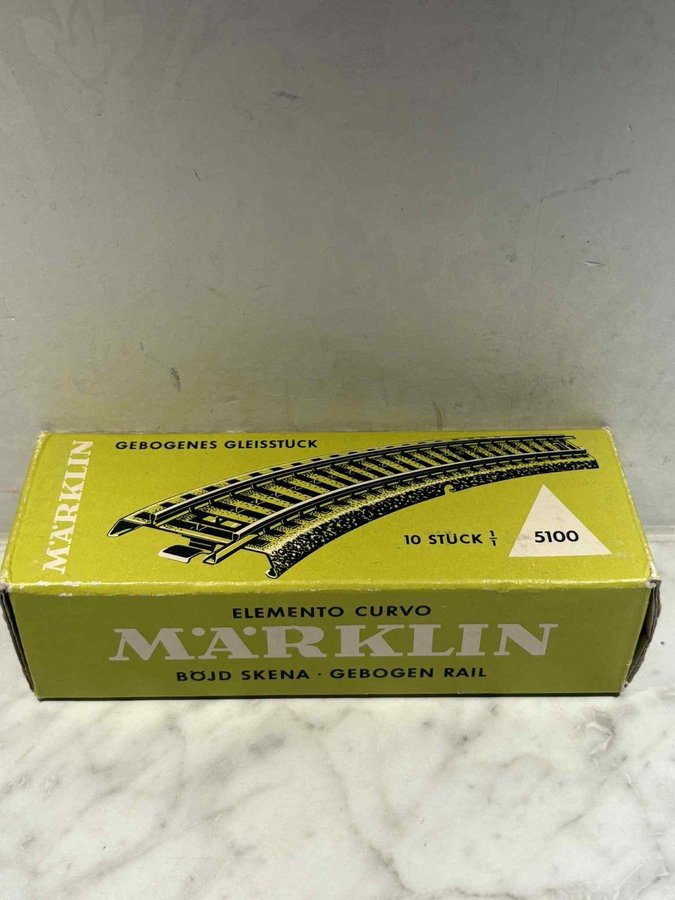 MÄRKLIN
GEBOGENES GLEISSTÜCK
10 STÜCK 1/1
5100
ELEMENTO CURVO
MÄRKLIN
BÖJD SKENA · GEBOGEN RAIL